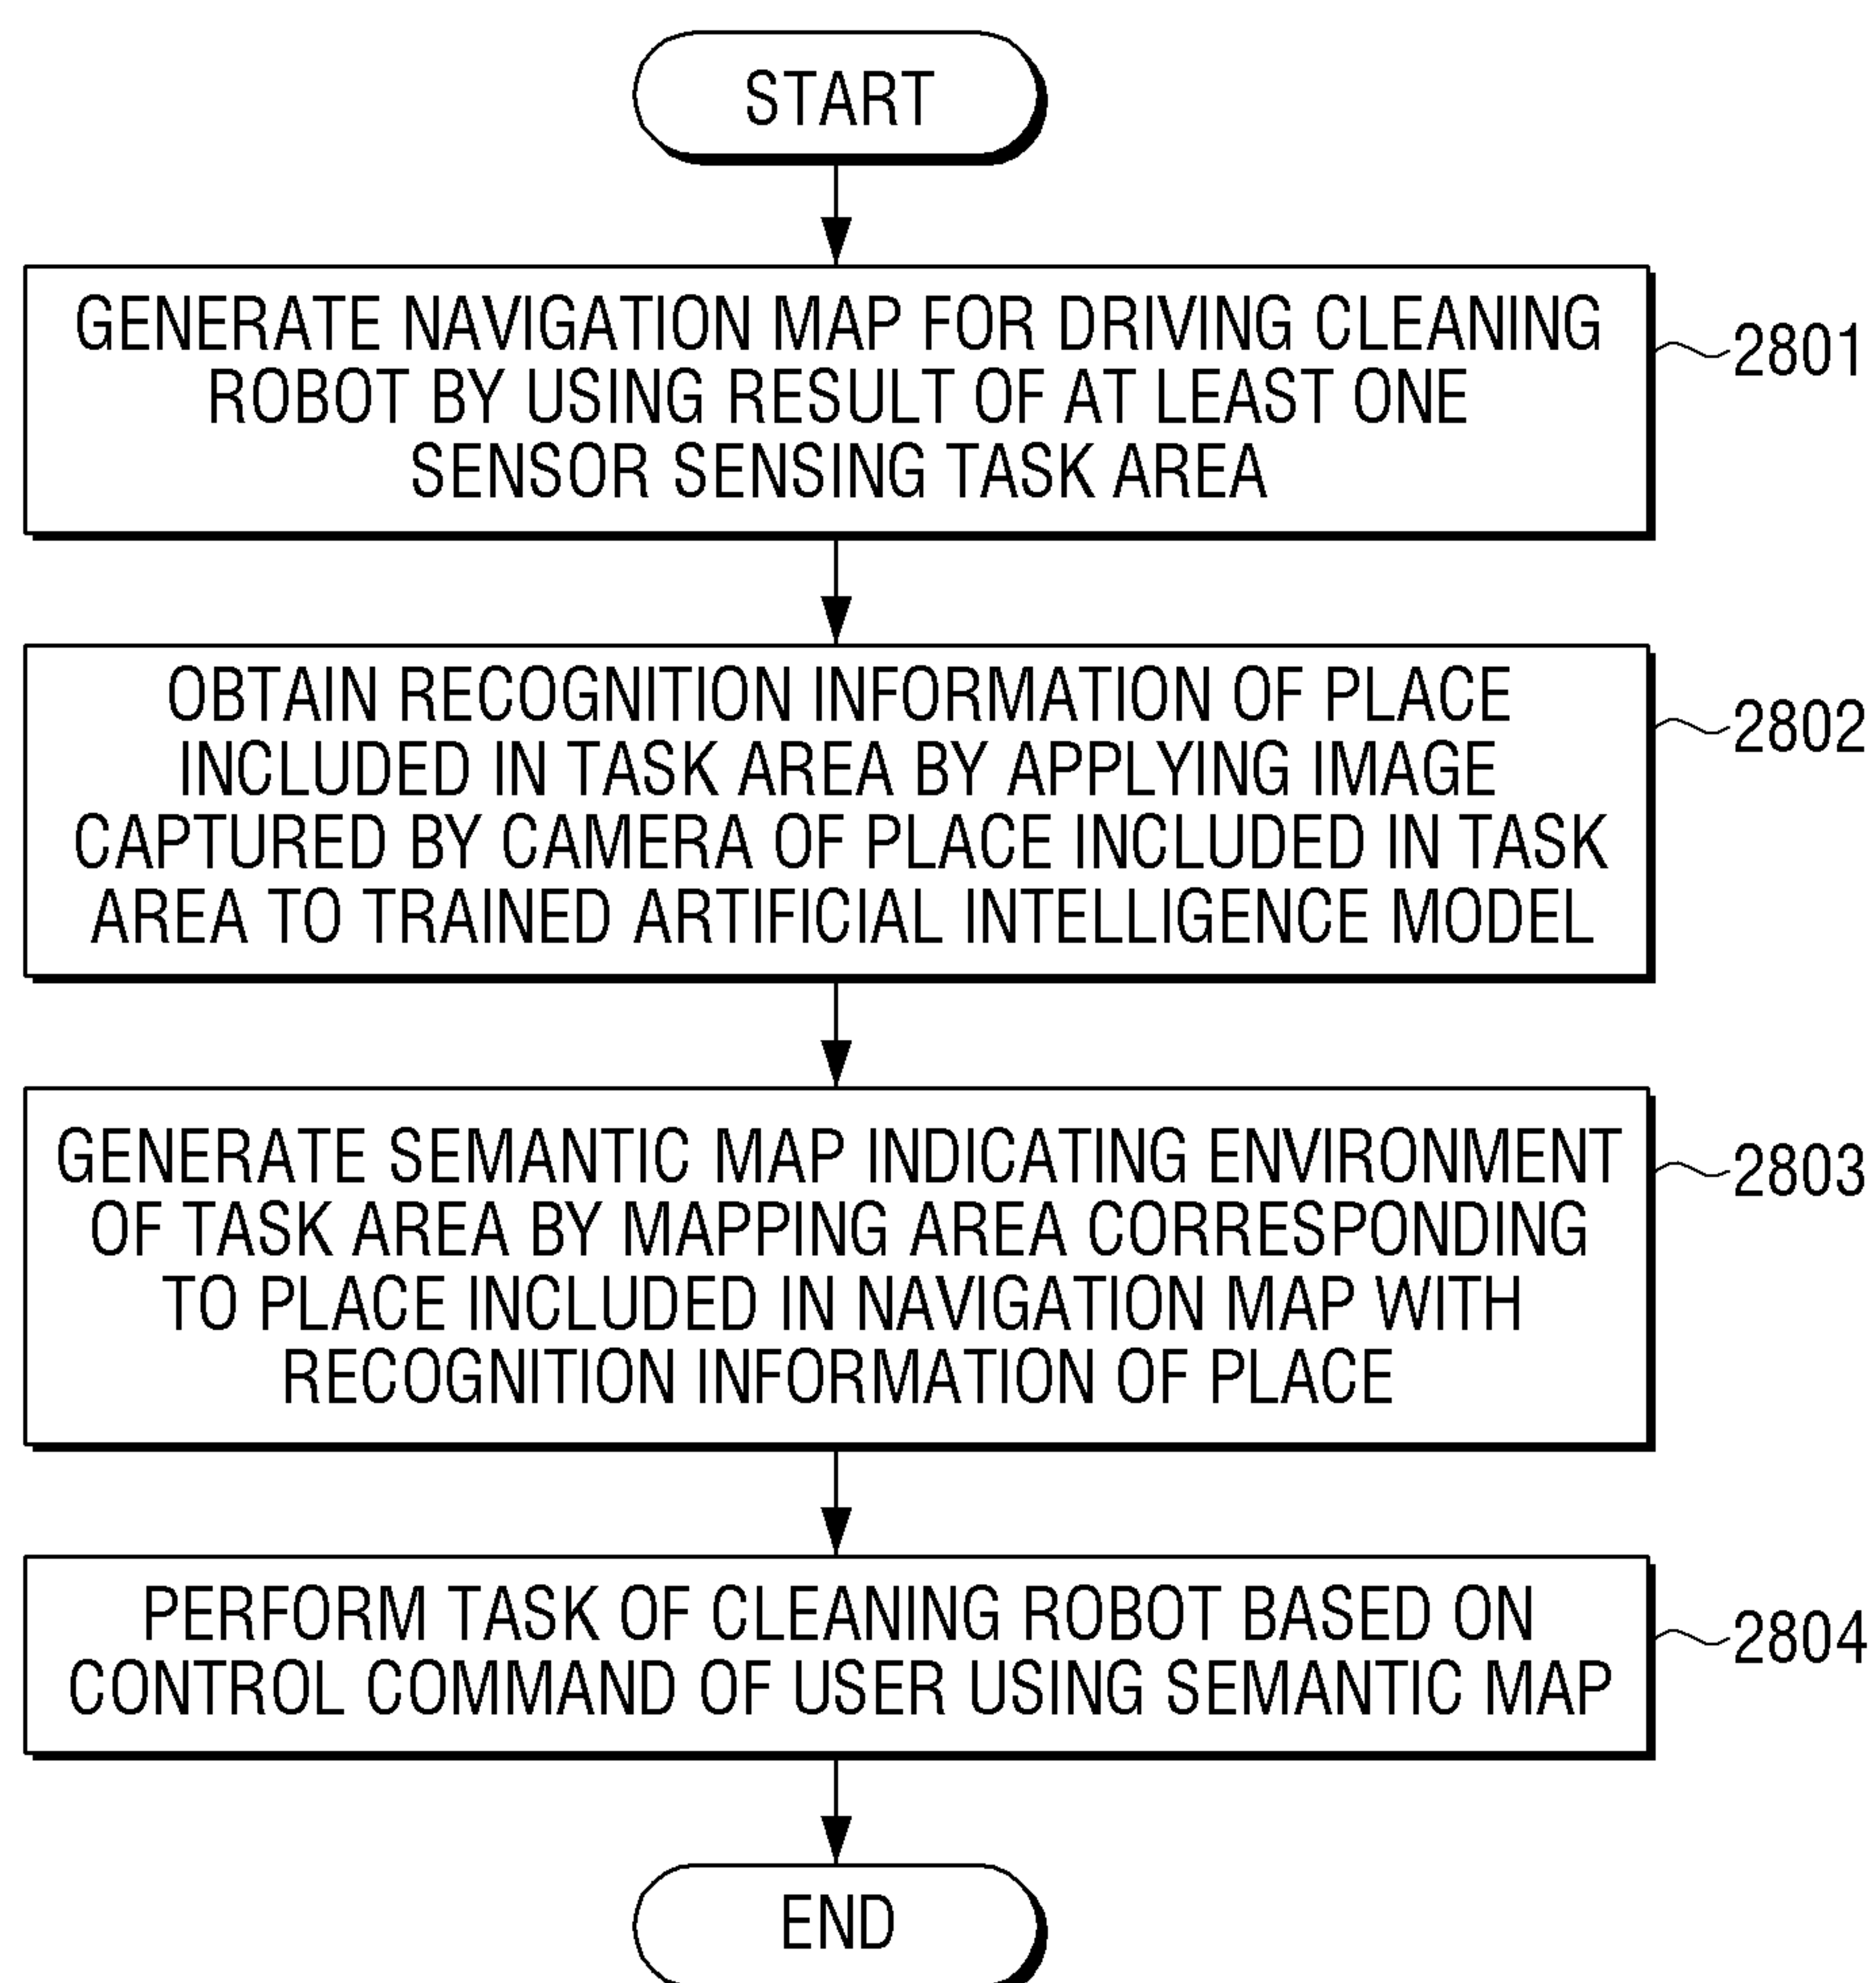 START
GENERATE NAVIGATION MAP FOR DRIVING CLEANING
ROBOT BY USING RESULT OF AT LEAST ONE
SENSOR SENSING TASK AREA
2801
OBTAIN RECOGNITION INFORMATION OF PLACE
INCLUDED IN TASK AREA BY APPLYING IMAGE
CAPTURED BY CAMERA OF PLACE INCLUDED IN TASK
AREA TO TRAINED ARTIFICIAL INTELLIGENCE MODEL
2802
GENERATE SEMANTIC MAP INDICATING ENVIRONMENT
OF TASK AREA BY MAPPING AREA CORRESPONDING
TO PLACE INCLUDED IN NAVIGATION MAP WITH
RECOGNITION INFORMATION OF PLACE
2803
PERFORM TASK OF CLEANING ROBOT BASED ON
CONTROL COMMAND OF USER USING SEMANTIC MAP
2804
END